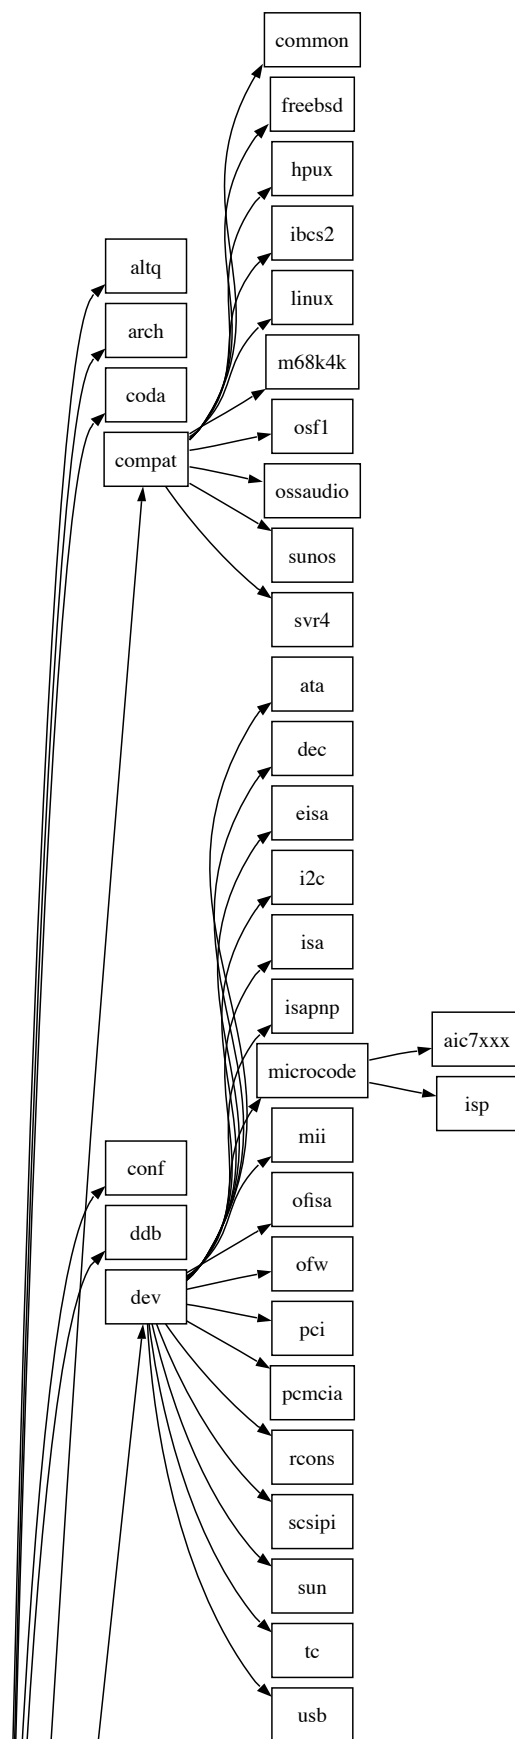 common
freebsd
hpux
ibcs2
altq
linux
arch
m68k4k
coda
osf1
compat
ossaudio
sunos
svr4
ata
dec
eisa
i2c
isa
isapnp
aic7xxx
microcode
isp
mii
conf
ofisa
ddb
ofw
dev
pci
pcmcia
rcons
scsipi
sun
tc
usb